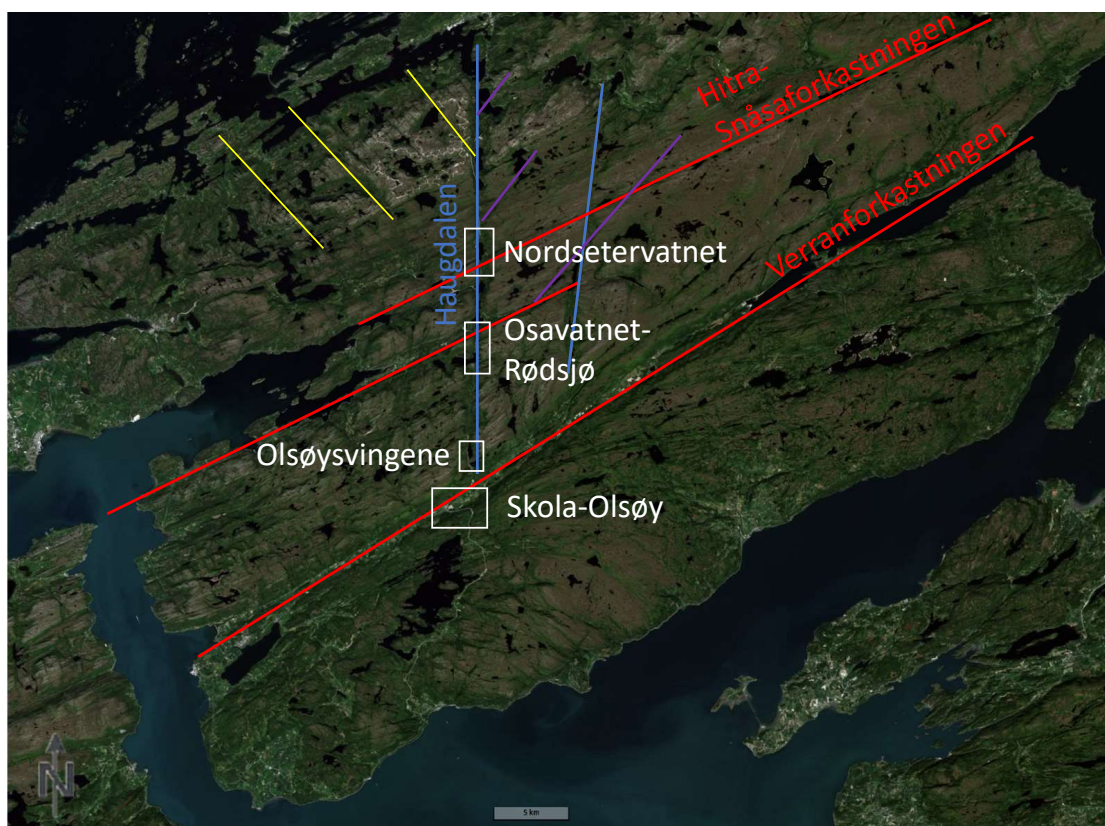 Hitra-
Snåsaforkastningen
Verranforkastningen
Haugdalen
Nordsetervatnet
Osavatnet-
Rødsjø
Olsøysvingene
Skola-Olsøy
N
5 km